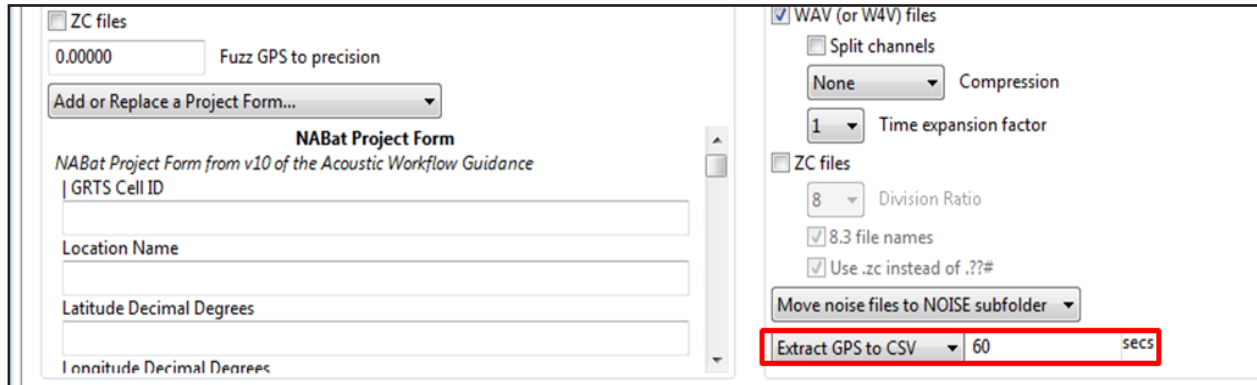 ZC files
0.00000 Fuzz GPS to precision
Add or Replace a Project Form...
NABat Project Form
NABat Project Form from v10 of the Acoustic Workflow Guidance
| GRTS Cell ID
Location Name
Latitude Decimal Degrees
Longitude Decimal Degrees
WAV (or W4V) files
Split channels
None Compression
1 Time expansion factor
ZC files
8 Division Ratio
8.3 file names
Use .zc instead of .??#
Move noise files to NOISE subfolder
Extract GPS to CSV 60 secs